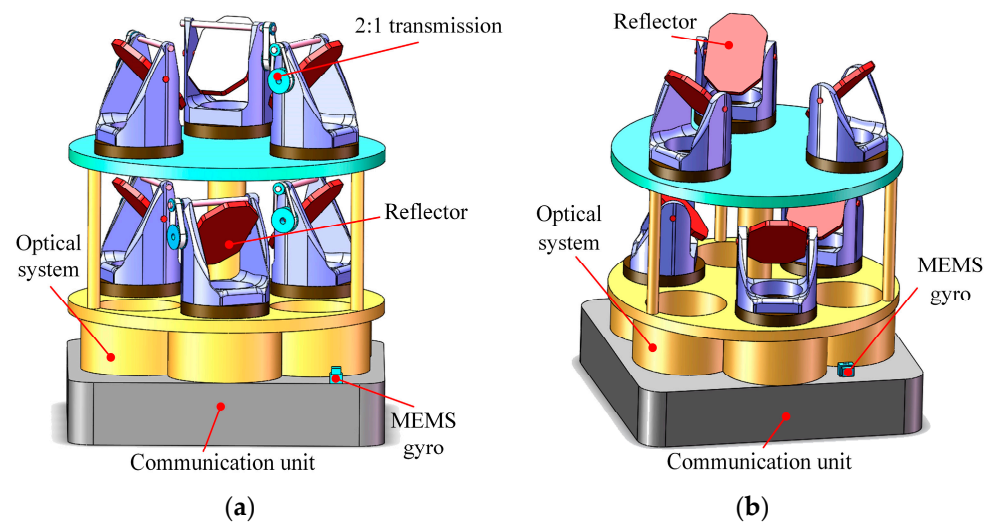 2:1 transmission
Reflector
Optical
system
MEMS
gyro
Communication unit
(a)
Reflector
Optical
system
MEMS
gyro
Communication unit
(b)